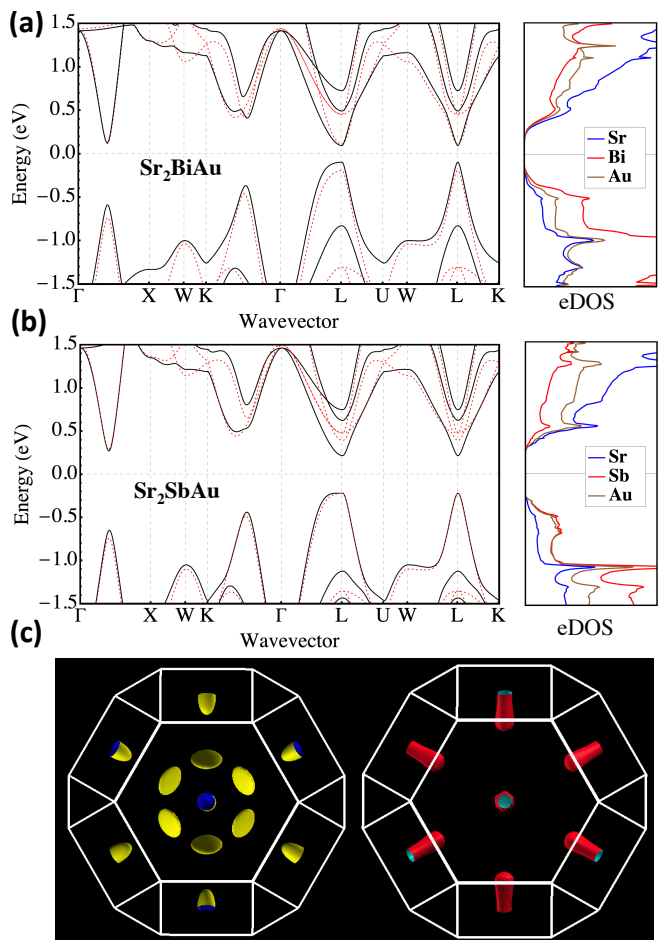 (a)
1.5
1.0
0.5
0.0
−0.5
−1.0
−1.5
Energy (eV)
Sr₂BiAu
Γ X W K Γ L U W L K
Wavevector
Sr
Bi
Au
eDOS
(b)
1.5
1.0
0.5
0.0
−0.5
−1.0
−1.5
Energy (eV)
Sr₂SbAu
Γ X W K Γ L U W L K
Wavevector
Sr
Sb
Au
eDOS
(c)